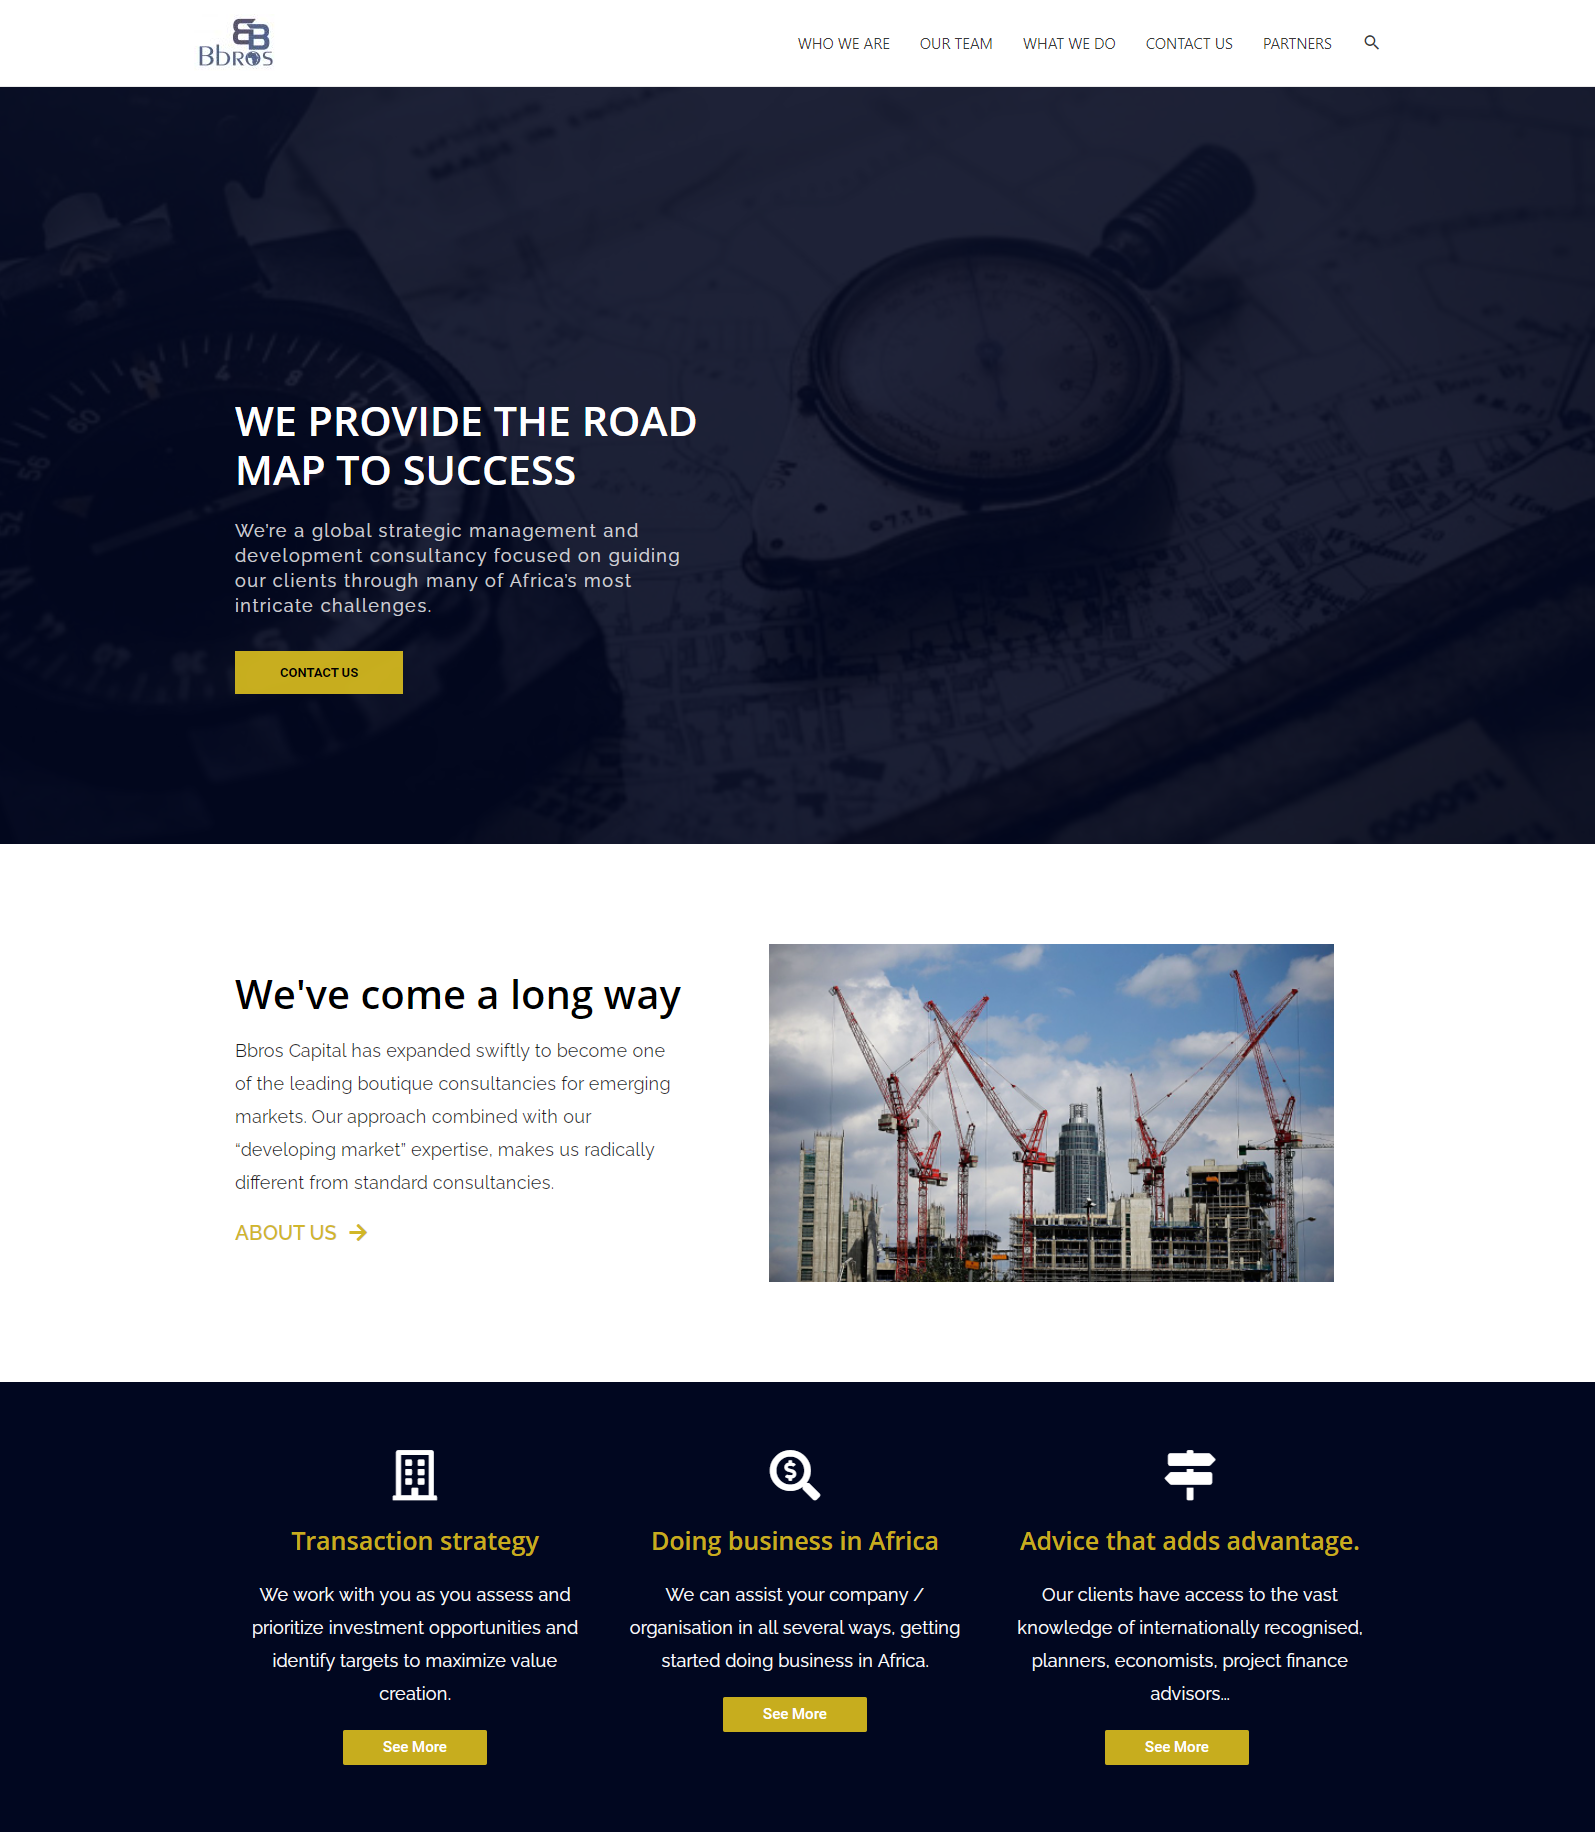 Bbros
WHO WE ARE
OUR TEAM
WHAT WE DO
CONTACT US
PARTNERS
WE PROVIDE THE ROAD
MAP TO SUCCESS
We're a global strategic management and
development consultancy focused on guiding
our clients through many of Africa's most
intricate challenges.
CONTACT US
We've come a long way
Bbros Capital has expanded swiftly to become one
of the leading boutique consultancies for emerging
markets. Our approach combined with our
“developing market” expertise, makes us radically
different from standard consultancies.
ABOUT US
Transaction strategy
We work with you as you assess and
prioritize investment opportunities and
identify targets to maximize value
creation.
See More
Doing business in Africa
We can assist your company /
organisation in all several ways, getting
started doing business in Africa.
See More
Advice that adds advantage.
Our clients have access to the vast
knowledge of internationally recognised,
planners, economists, project finance
advisors...
See More